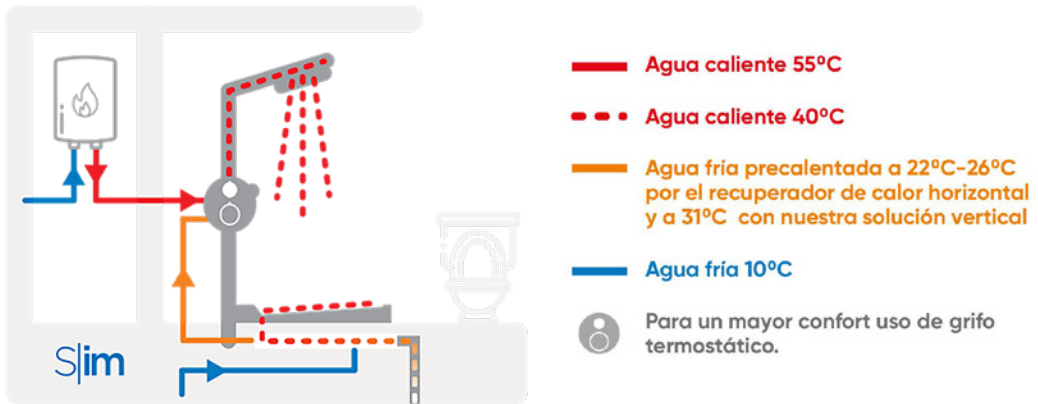 Agua caliente 55ºC
Agua caliente 40ºC
Agua fría precalentada a 22ºC-26ºC
por el recuperador de calor horizontal
y a 31ºC con nuestra solución vertical
Agua fría 10ºC
Para un mayor confort uso de grifo
termostático.
S|im